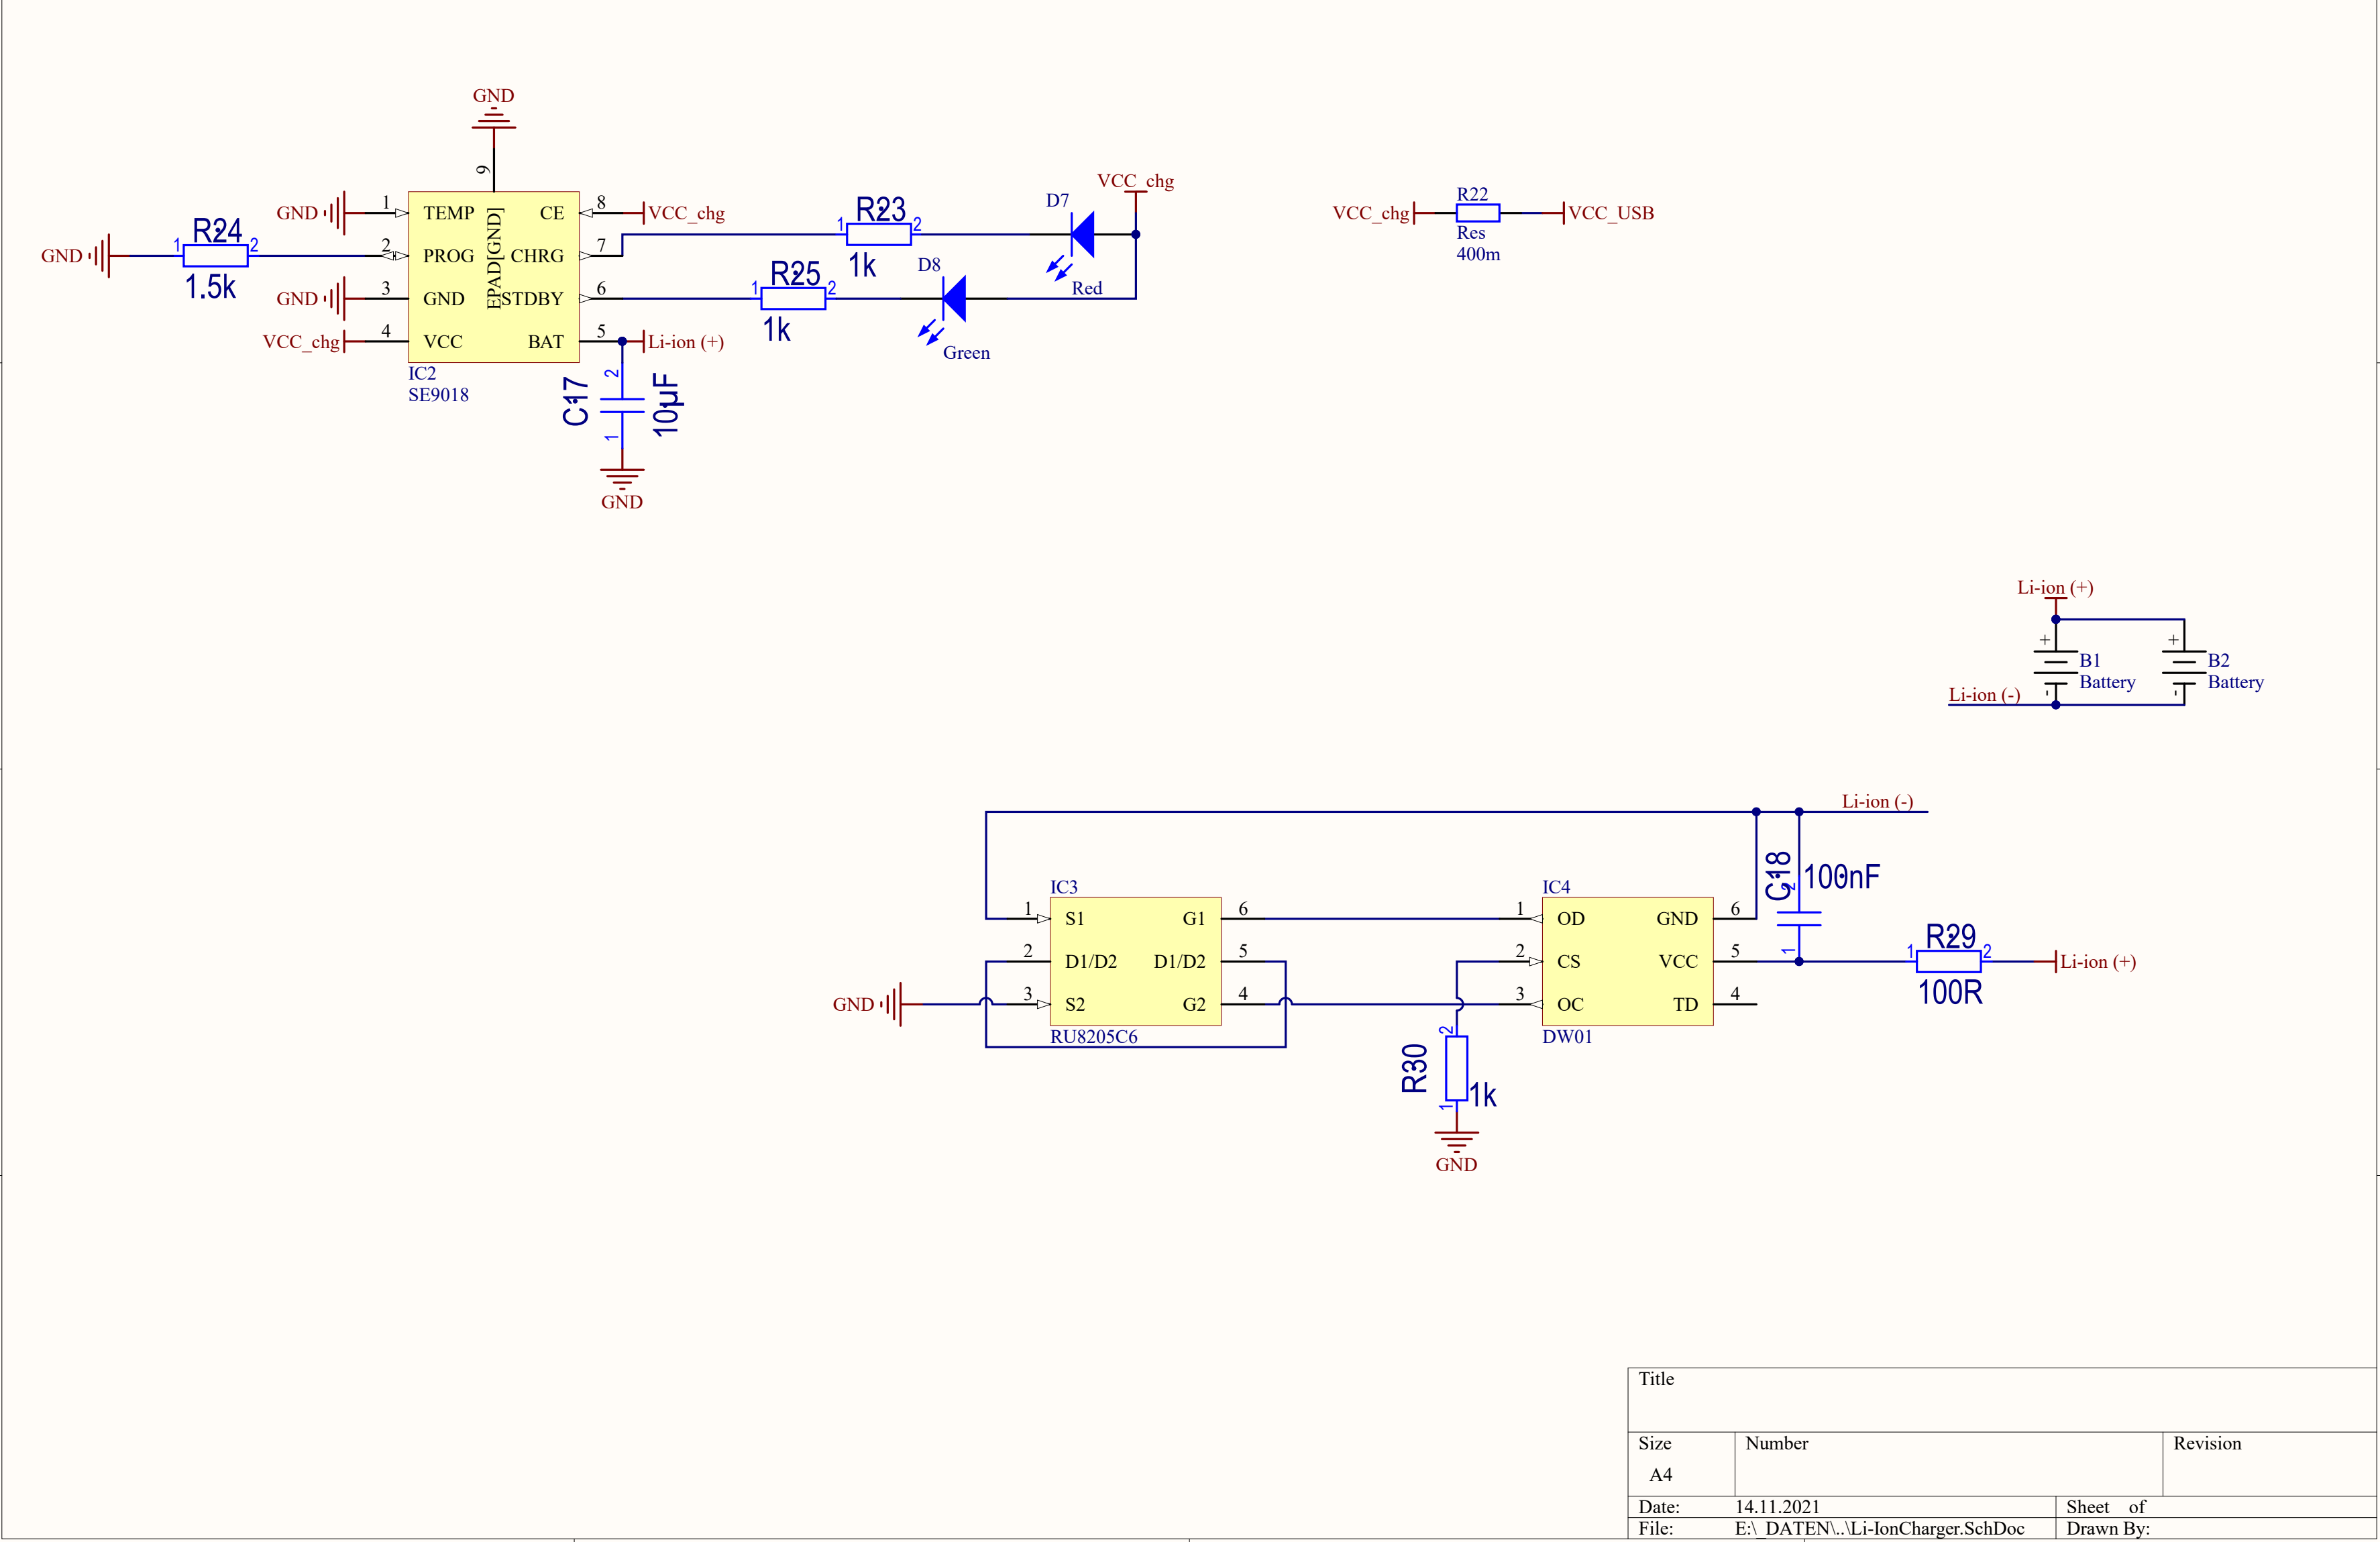 GND
9
GND
1
TEMP
CE
8
VCC_chg
GND
1
R24
2
1.5k
2
PROG
CHRG
7
EPAD[GND]
GND
3
GND
STDBY
6
VCC_chg
4
VCC
BAT
5
Li-ion (+)
IC2
SE9018
1
R23
2
1k
D7
Red
VCC_chg
1
R25
2
1k
D8
Green
C17
2
1
10µF
GND
VCC_chg
R22
Res
400m
VCC_USB
Li-ion (+)
+
B1
Battery
-
+
B2
Battery
-
Li-ion (-)
Li-ion (-)
IC3
1
S1
G1
6
2
D1/D2
D1/D2
5
GND
3
S2
G2
4
RU8205C6
IC4
1
OD
GND
6
2
CS
VCC
5
3
OC
TD
4
DW01
C18
2
1
100nF
1
R29
2
100R
Li-ion (+)
R30
2
1
1k
GND
Title
Size
A4
Number
Revision
Date:
14.11.2021
Sheet of
File:
E:\_DATEN\..\Li-IonCharger.SchDoc
Drawn By: